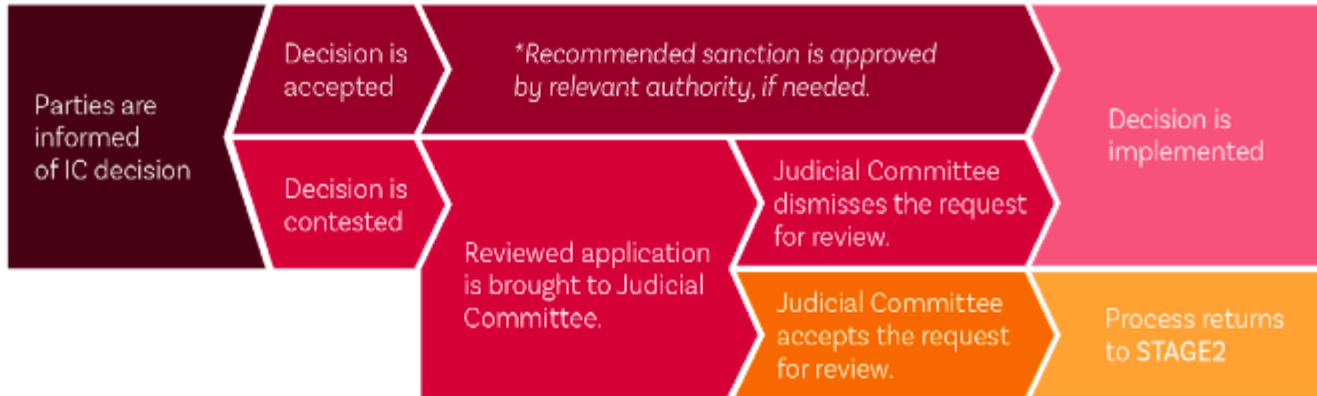 Parties are
informed
of IC decision
Decision is
accepted
*Recommended sanction is approved
by relevant authority, if needed.
Decision is
implemented
Decision is
contested
Reviewed application
is brought to Judicial
Committee.
Judicial Committee
dismisses the request
for review.
Judicial Committee
accepts the request
for review.
Process returns
to STAGE2